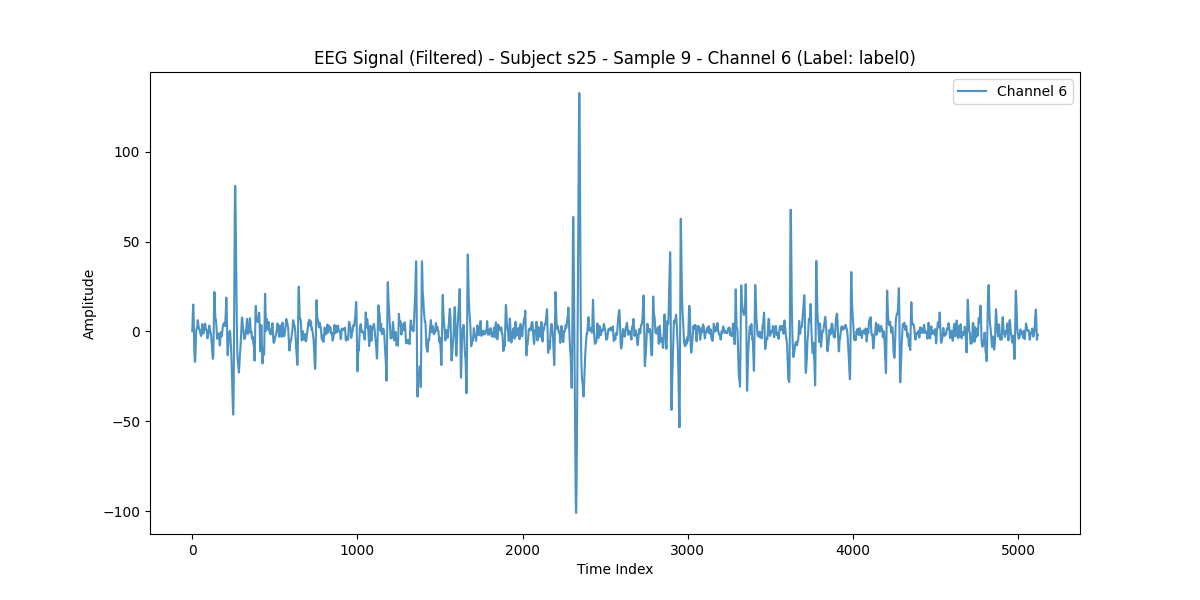 EEG Signal (Filtered) - Subject s25 - Sample 9 - Channel 6 (Label: label0)
Channel 6
100
50
0
−50
−100
Amplitude
0 1000 2000 3000 4000 5000
Time Index